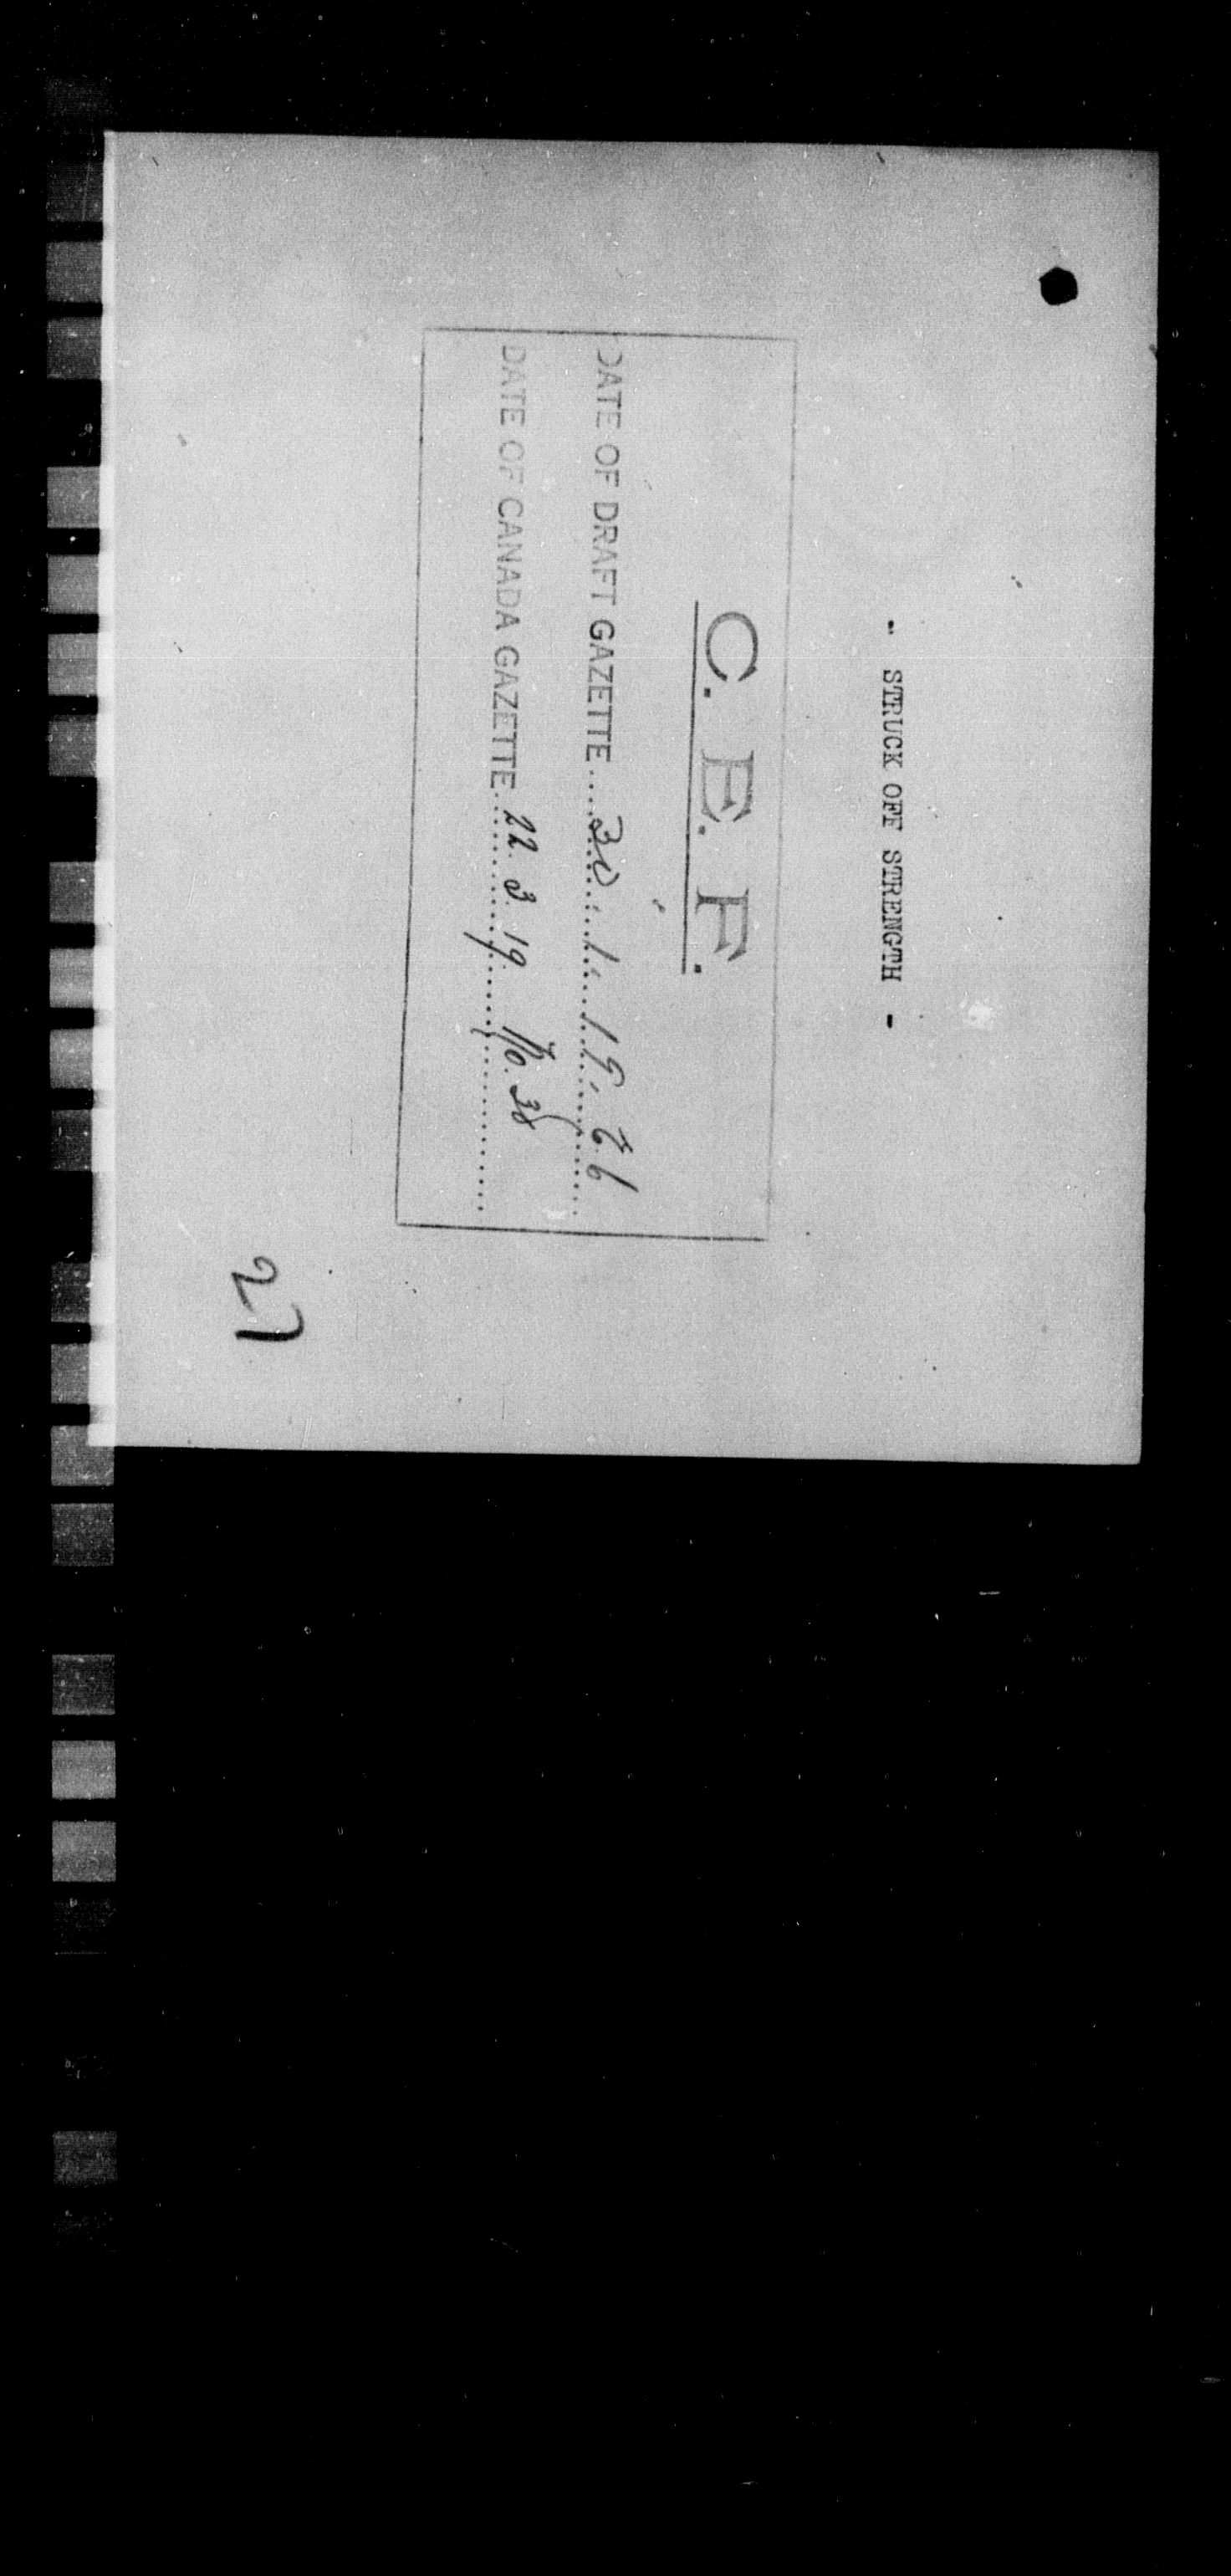 - STRUCK OFF STRENGTH -
C. E. F.
DATE OF DRAFT GAZETTE.....30.1.19.
DATE OF CANADA GAZETTE.....22.3.19. No. 38
27